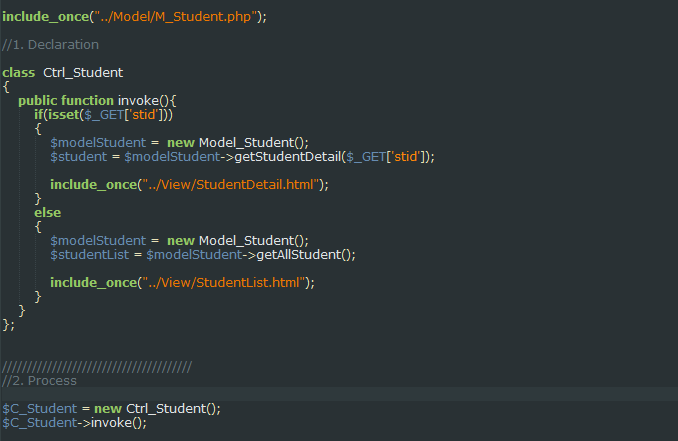 include_once("../Model/M_Student.php");
//1. Declaration
class  Ctrl_Student
{
public function invoke(){
if(isset($_GET['stid']))
{
$modelStudent =  new Model_Student();
$student = $modelStudent->getStudentDetail($_GET['stid']);
include_once("../View/StudentDetail.html");
}
else
{
$modelStudent =  new Model_Student();
$studentList = $modelStudent->getAllStudent();
include_once("../View/StudentList.html");
}
}
};
//////////////////////////////////////
//2. Process
$C_Student = new Ctrl_Student();
$C_Student->invoke();